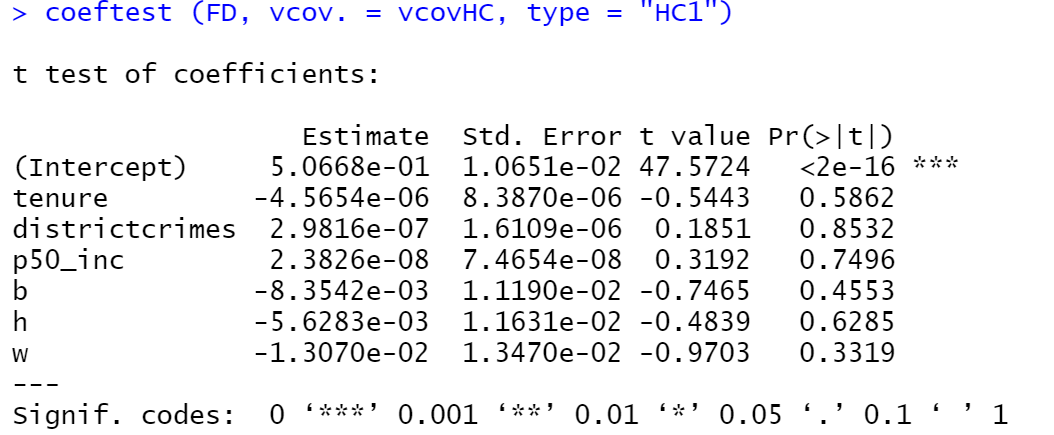 > coeftest (FD, vcov. = vcovHC, type = "HC1")
t test of coefficients:
Estimate Std. Error t value Pr(>|t|)
(Intercept) 5.0668e-01 1.0651e-02 47.5724 <2e-16 ***
tenure -4.5654e-06 8.3870e-06 -0.5443 0.5862
districtcrimes 2.9816e-07 1.6109e-06 0.1851 0.8532
p50_inc 2.3826e-08 7.4654e-08 0.3192 0.7496
b -8.3542e-03 1.1190e-02 -0.7465 0.4553
h -5.6283e-03 1.1631e-02 -0.4839 0.6285
w -1.3070e-02 1.3470e-02 -0.9703 0.3319
---
Signif. codes: 0 ‘***’ 0.001 ‘**’ 0.01 ‘*’ 0.05 ‘.’ 0.1 ‘ ’ 1